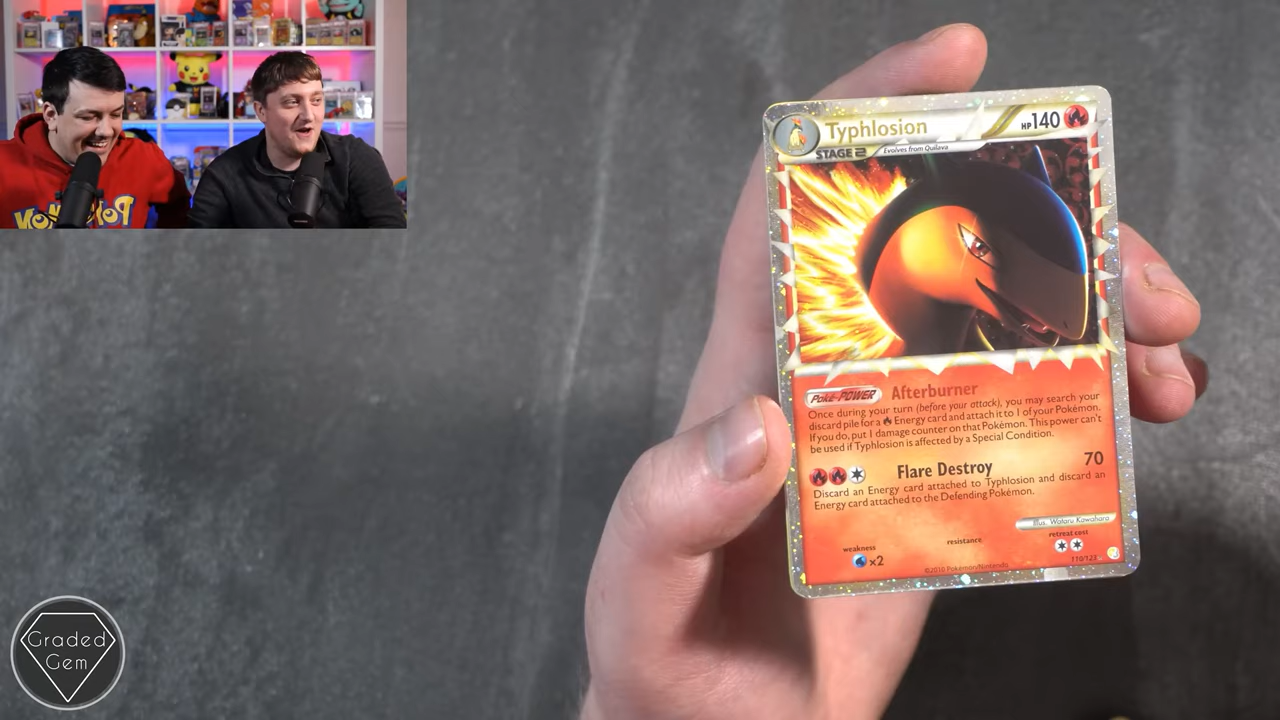 Typhlosion
HP 140
STAGE 2
Evolves from Quilava
Poké-POWER Afterburner
Once during your turn (before your attack), you may search your
discard pile for a Energy card and attach it to 1 of your Pokémon.
If you do, put 1 damage counter on that Pokémon. This power can't
be used if Typhlosion is affected by a Special Condition.
Flare Destroy 70
Discard an Energy card attached to Typhlosion and discard an
Energy card attached to the Defending Pokémon.
Illus. Wataru Kawahara
weakness
resistance
retreat cost
×2
©2010 Pokémon/Nintendo
110/123
Graded
Gem